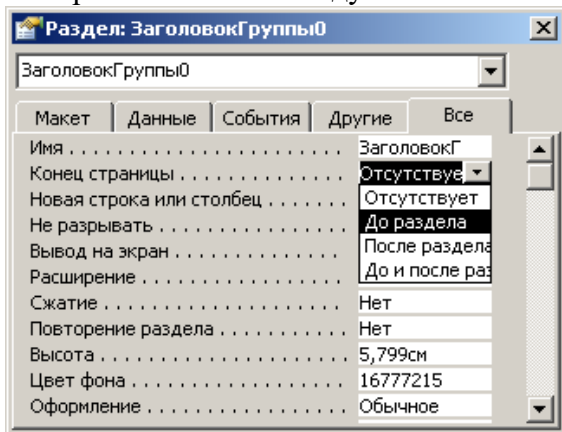 Раздел: ЗаголовокГруппы0
ЗаголовокГруппы0
Макет Данные События Другие Все
Имя . . . . . . . . . . . . . . . . . . . . . . . ЗаголовокГ
Конец страницы . . . . . . . . . . . . . Отсутствуе
Новая строка или столбец . . . . . . . Отсутствует
Не разрывать . . . . . . . . . . . . . . . До раздела
Вывод на экран . . . . . . . . . . . . . После раздела
Расширение . . . . . . . . . . . . . . . . До и после раз
Сжатие . . . . . . . . . . . . . . . . . . . . Нет
Повторение раздела . . . . . . . . . . Нет
Высота . . . . . . . . . . . . . . . . . . . . 5,799см
Цвет фона . . . . . . . . . . . . . . . . . 16777215
Оформление . . . . . . . . . . . . . . . . Обычное